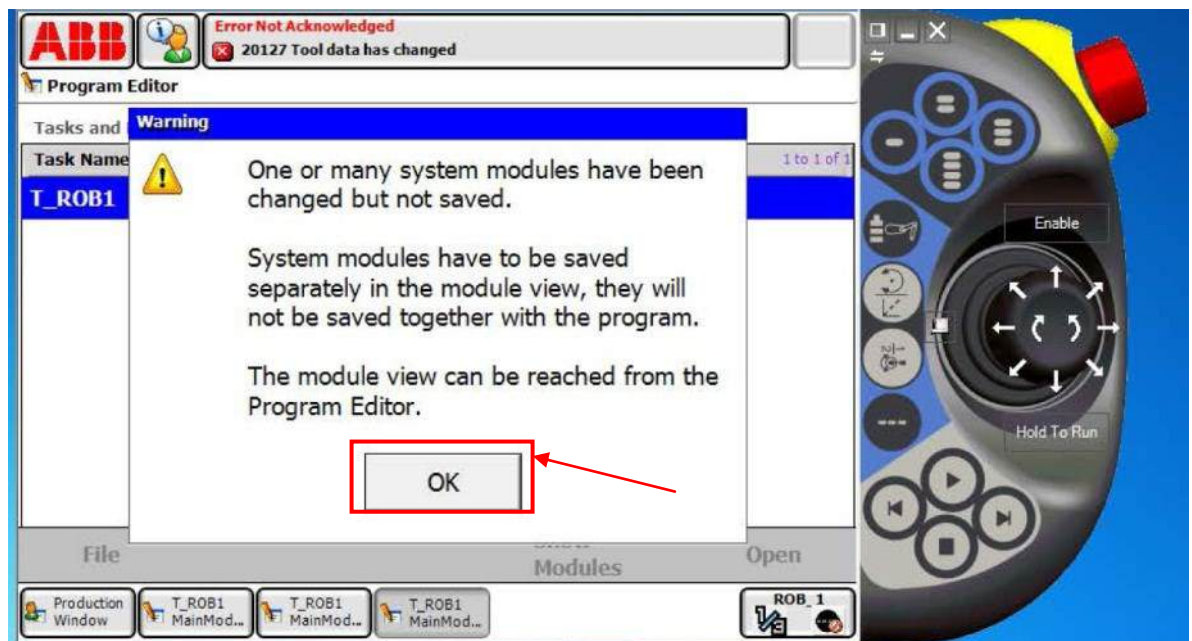 ABB
Error Not Acknowledged
20127 Tool data has changed
Program Editor
Tasks and
Warning
Task Name
1 to 1 of 1
T_ROB1
One or many system modules have been
changed but not saved.
System modules have to be saved
separately in the module view, they will
not be saved together with the program.
The module view can be reached from the
Program Editor.
OK
File
Modules
Open
Production
Window
T_ROB1
MainMod...
T_ROB1
MainMod...
T_ROB1
MainMod...
ROB_1
Enable
Hold To Run